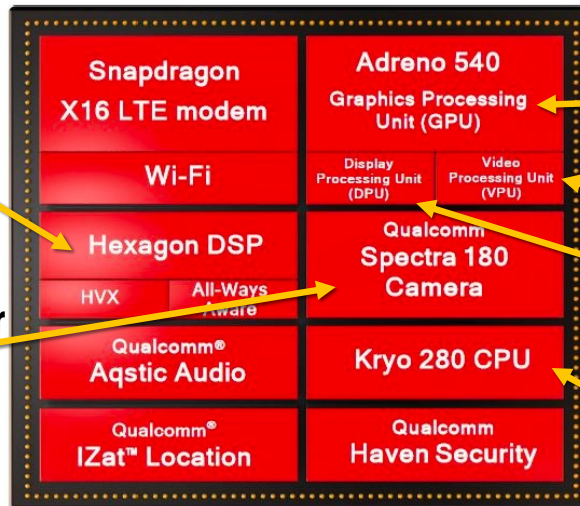 Snapdragon
X16 LTE modem
Wi-Fi
Adreno 540
Graphics Processing
Unit (GPU)
Display
Processing Unit
(DPU)
Video
Processing Unit
(VPU)
Hexagon DSP
HVX
All-Ways
Aware
Qualcomm
Spectra 180
Camera
r
Qualcomm®
Aqstic Audio
Kryo 280 CPU
Qualcomm®
IZat™ Location
Qualcomm
Haven Security